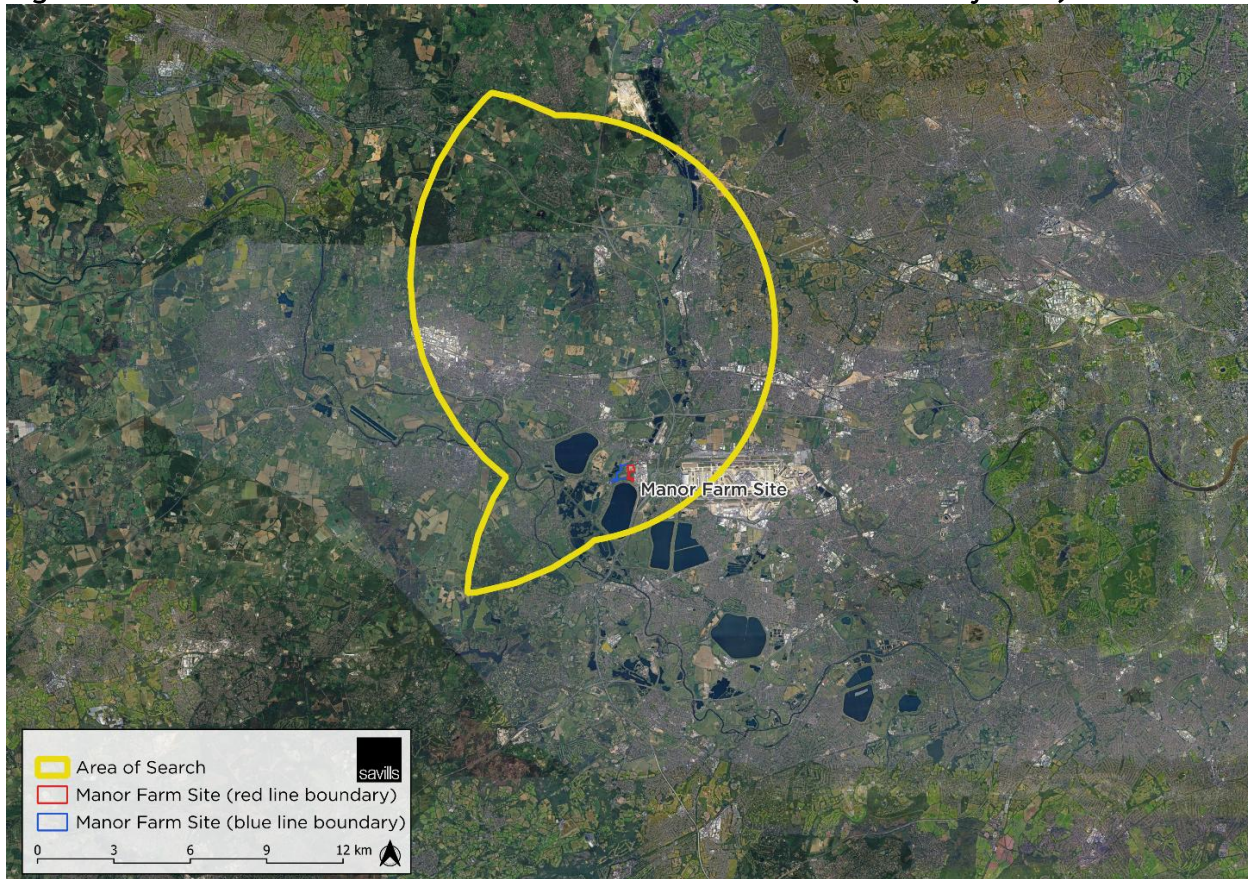 Manor Farm Site
savills
Area of Search
Manor Farm Site (red line boundary)
Manor Farm Site (blue line boundary)
0 3 6 9 12 km